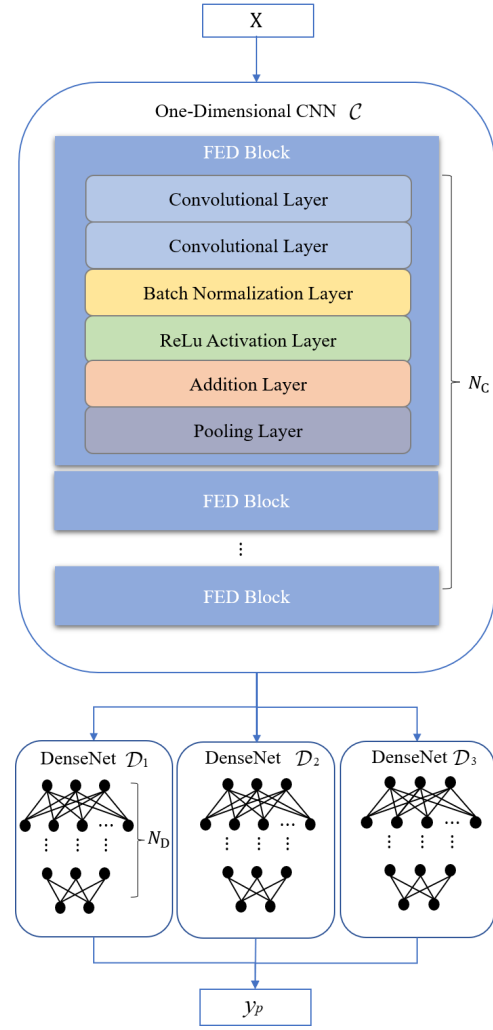 X
One-Dimensional CNN 𝒞
FED Block
Convolutional Layer
Convolutional Layer
Batch Normalization Layer
ReLu Activation Layer
Addition Layer
Pooling Layer
N_C
FED Block
⋮
FED Block
DenseNet 𝒟₁
DenseNet 𝒟₂
DenseNet 𝒟₃
N_D
y_p